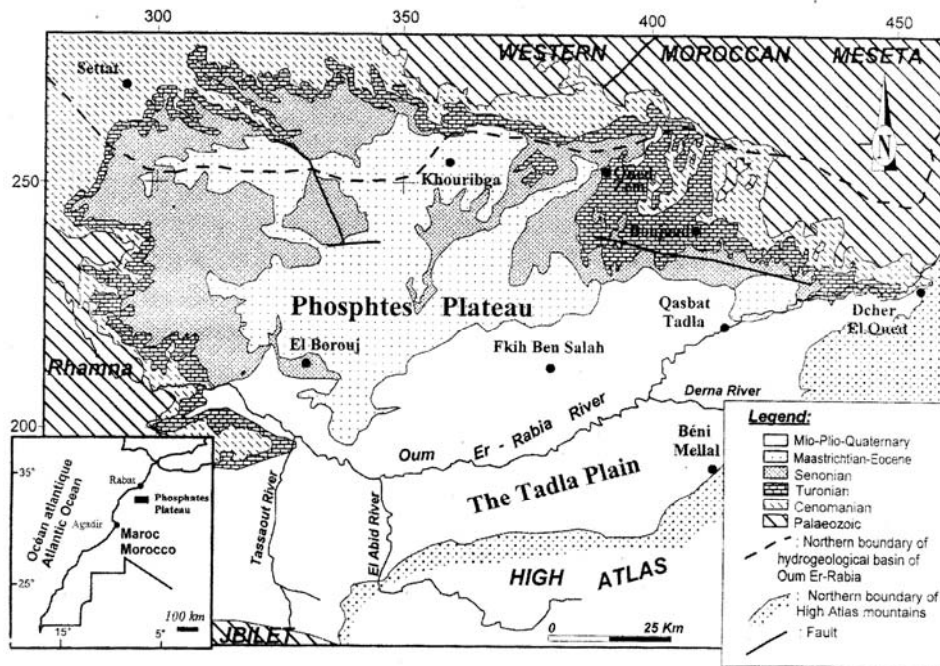 300
350
400
450
WESTERN MOROCCAN MESETA
Settat
N
250
Khouribga
Oued
Zem
Boujaad
Phosphtes Plateau
Qasbat
Tadla
Dcher
El Oued
El Borouj
Fkih Ben Salah
Rhamna
Derna River
200
Oum Er-Rabia River
Béni
Mellal
The Tadla Plain
Tassaout River
El Abid River
HIGH ATLAS
JBILET
0 25 Km
Legend:
Mio-Plio-Quaternary
Maastrichtian-Eocene
Senonian
Turonian
Cenomanian
Palaeozoic
: Northern boundary of
hydrogeological basin of
Oum Er-Rabia
: Northern boundary of
High Atlas mountains
: Fault
35°
Rabat
Phosphates
Plateau
Océan atlantique
Atlantic Ocean
Agadir
Maroc
Morocco
25°
100 km
15°
5°